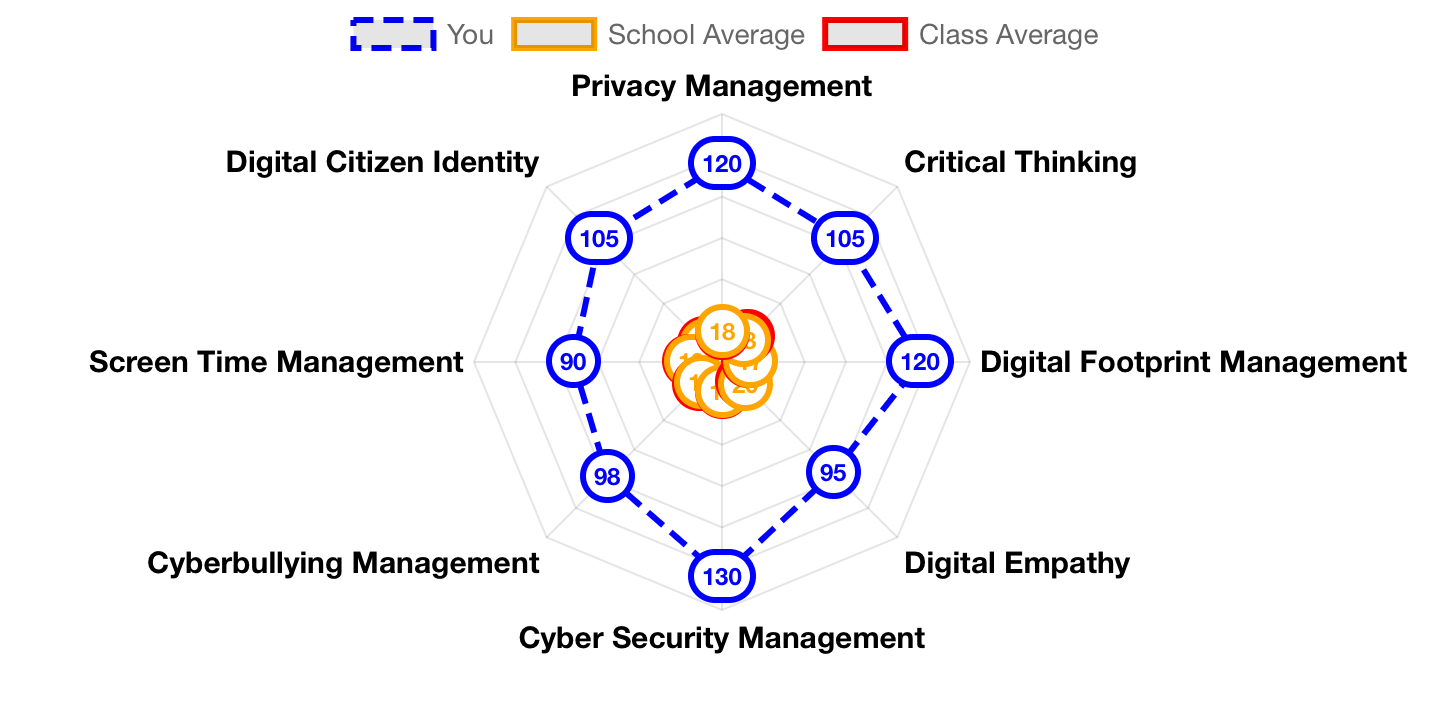 You School Average Class Average
Privacy Management
Digital Citizen Identity Critical Thinking
120
105 105
18
Screen Time Management 90 120 Digital Footprint Management
98 95
Cyberbullying Management Digital Empathy
130
Cyber Security Management